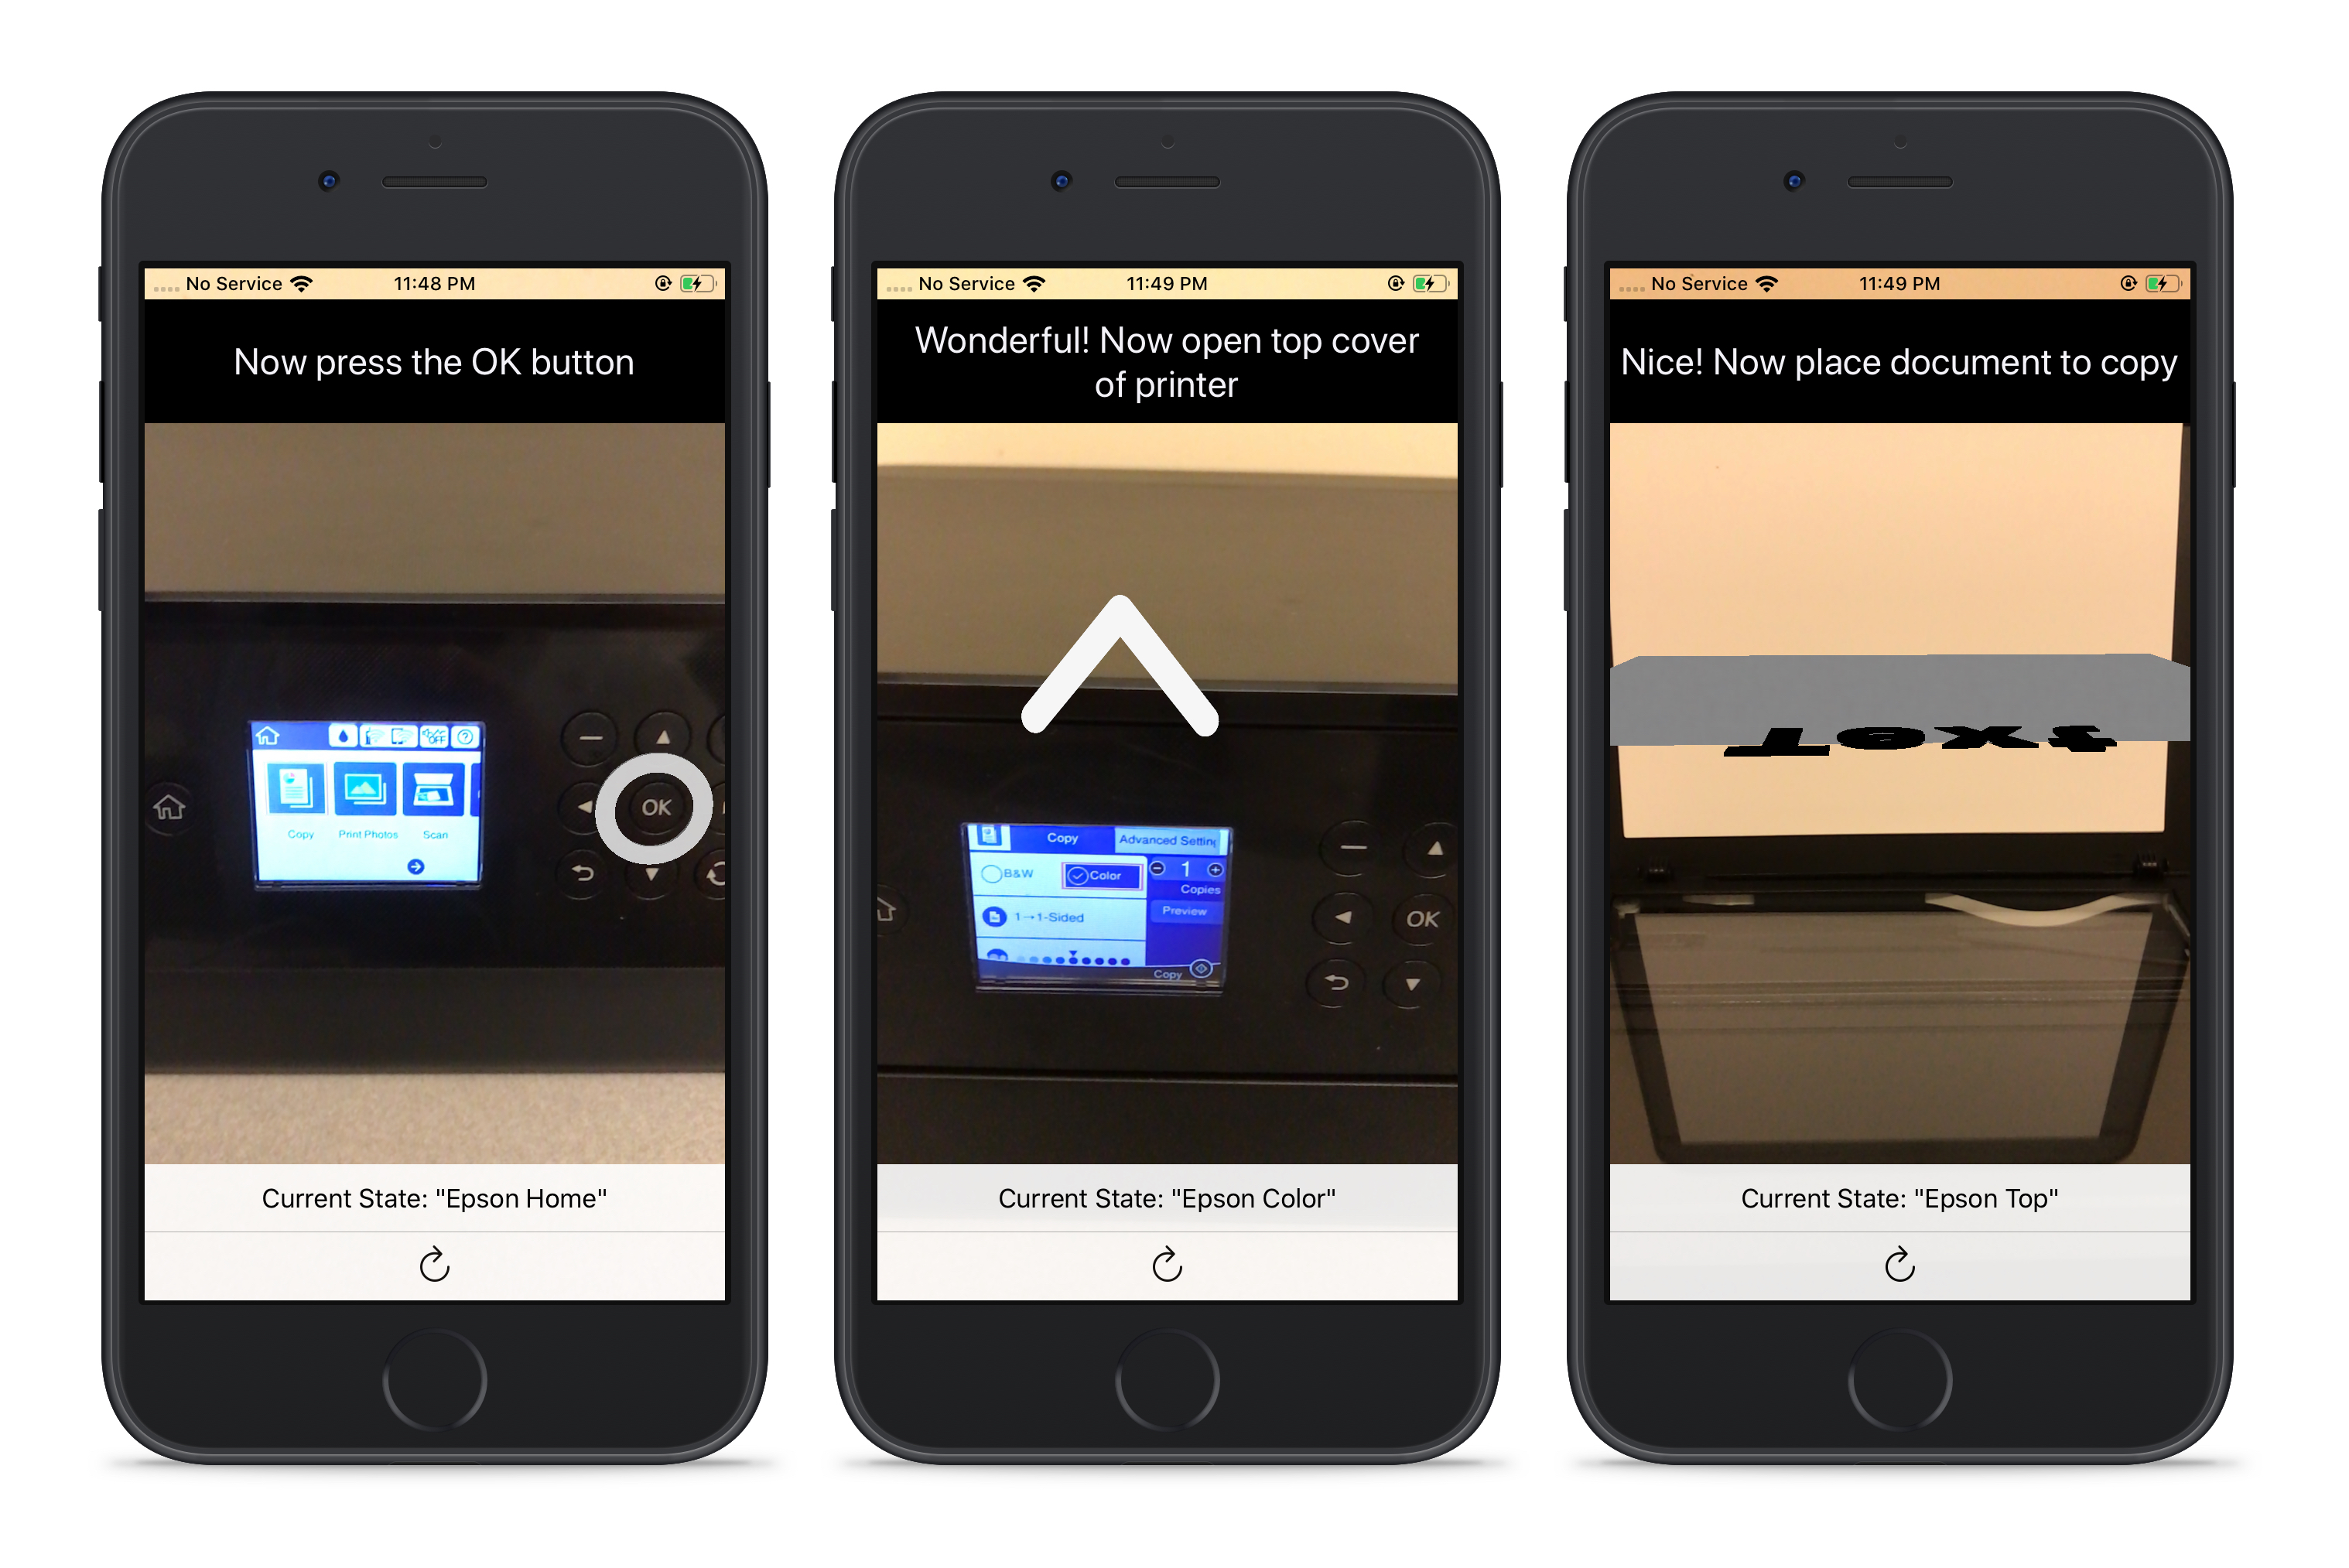 No Service
11:48 PM
Now press the OK button
OFF
?
Copy
Print Photos
Scan
OK
Current State: "Epson Home"
No Service
11:49 PM
Wonderful! Now open top cover
of printer
Copy
Advanced Setting
B&W
Color
1
Copies
1→1-Sided
Preview
Copy
OK
Current State: "Epson Color"
No Service
11:49 PM
Nice! Now place document to copy
Text
Current State: "Epson Top"